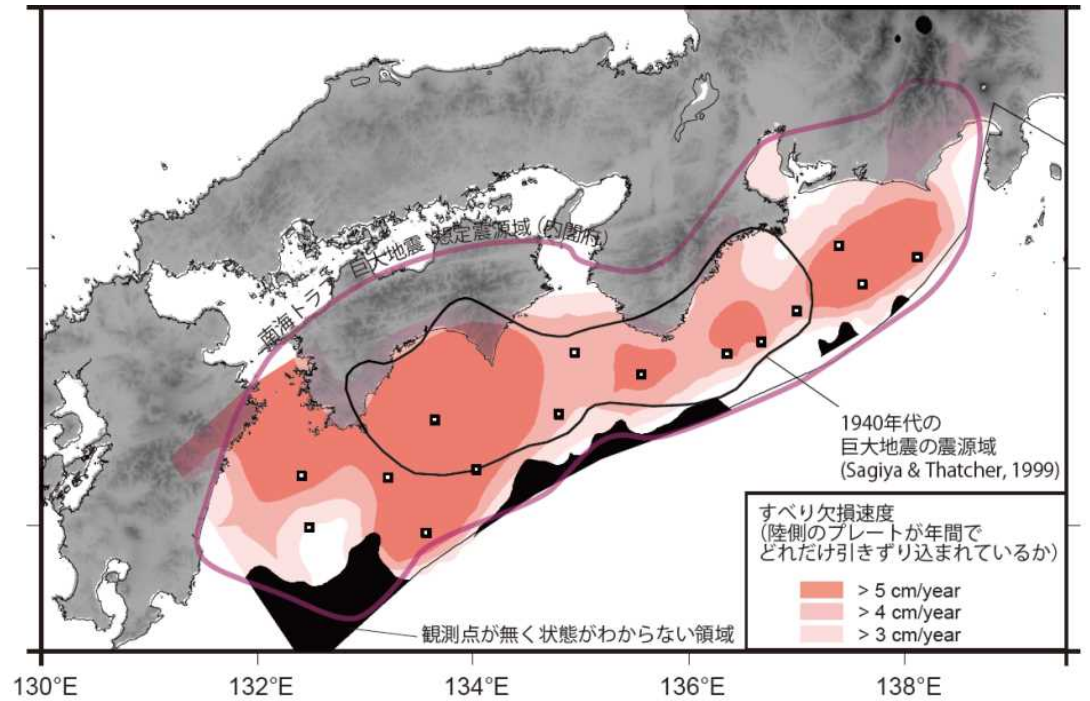 南海トラフ 巨大地震 想定震源域(内閣府)
1940年代の
巨大地震の震源域
(Sagiya & Thatcher, 1999)
すべり欠損速度
(陸側のプレートが年間で
どれだけ引きずり込まれているか)
> 5 cm/year
> 4 cm/year
> 3 cm/year
観測点が無く状態がわからない領域
130°E
132°E
134°E
136°E
138°E